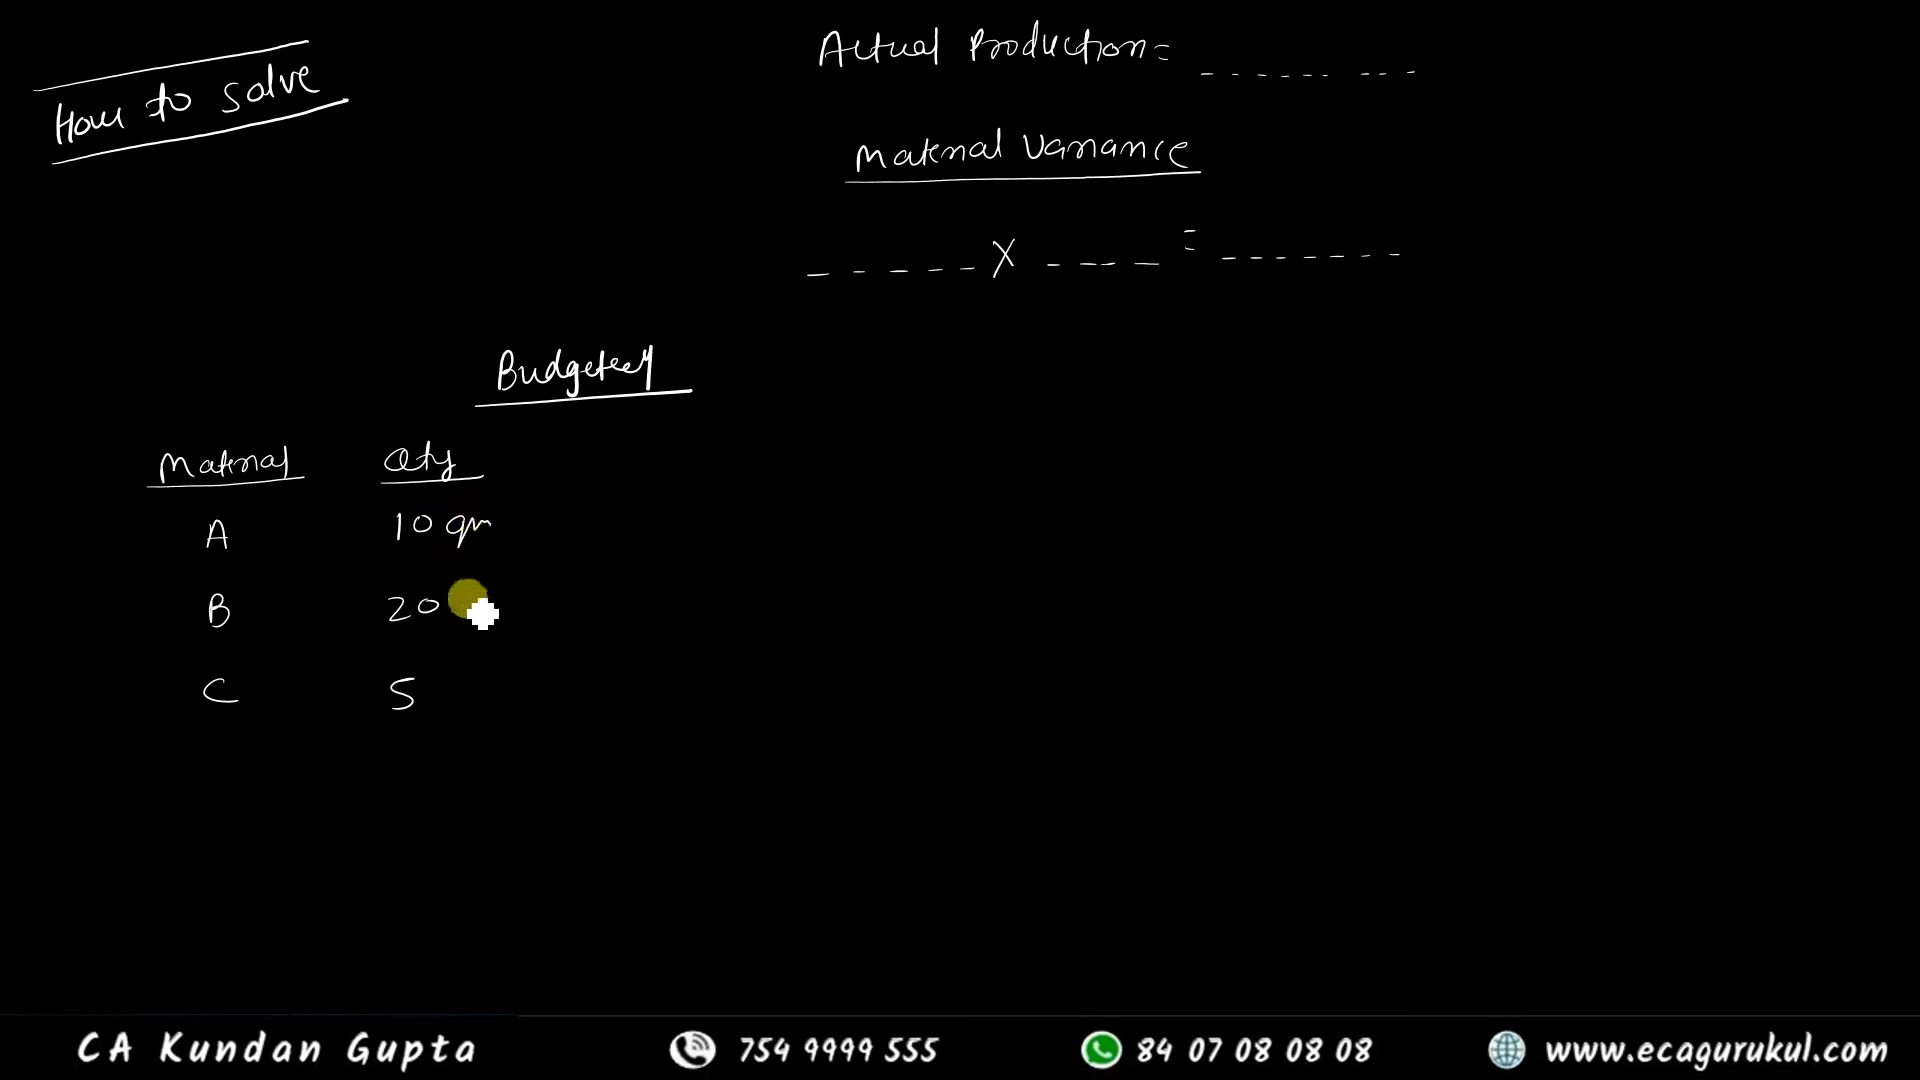 How to solve
Actual Production =
Material Variance
X =
Budgeted
Material Qty
A 10 gm
B 20
C 5
CA Kundan Gupta 754 9999 555 84 07 08 08 08 www.ecagurukul.com